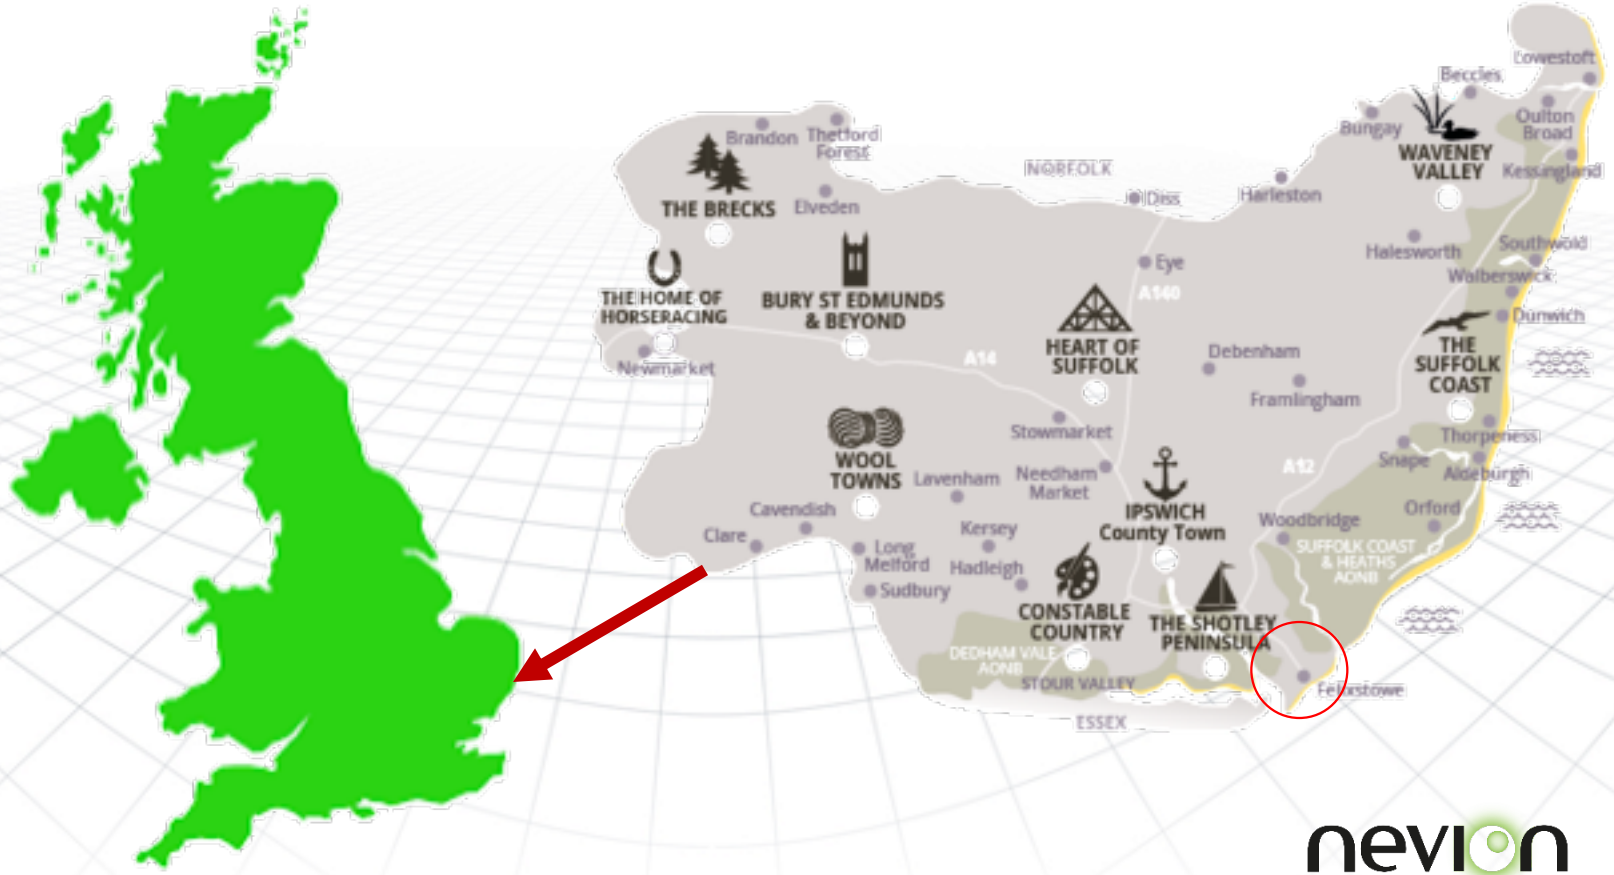 Lowestoft
Beccles
Oulton
Broad
Bungay
WAVENEY
VALLEY
Kessingland
Brandon
Thetford
Forest
NORFOLK
THE BRECKS
Elveden
Diss
Harleston
Halesworth
Southwold
Walberswick
Eye
A140
THE HOME OF
HORSERACING
BURY ST EDMUNDS
& BEYOND
Dunwich
THE
SUFFOLK
COAST
HEART OF
SUFFOLK
Debenham
A14
Newmarket
Framlingham
Stowmarket
Thorpeness
Snape
Aldeburgh
A12
WOOL
TOWNS
Lavenham
Needham
Market
Cavendish
IPSWICH
County Town
Orford
Woodbridge
Clare
Kersey
Long
Melford
Hadleigh
SUFFOLK COAST
& HEATHS
AONB
Sudbury
CONSTABLE
COUNTRY
THE SHOTLEY
PENINSULA
DEDHAM VALE
AONB
STOUR VALLEY
Felixstowe
ESSEX
nevion